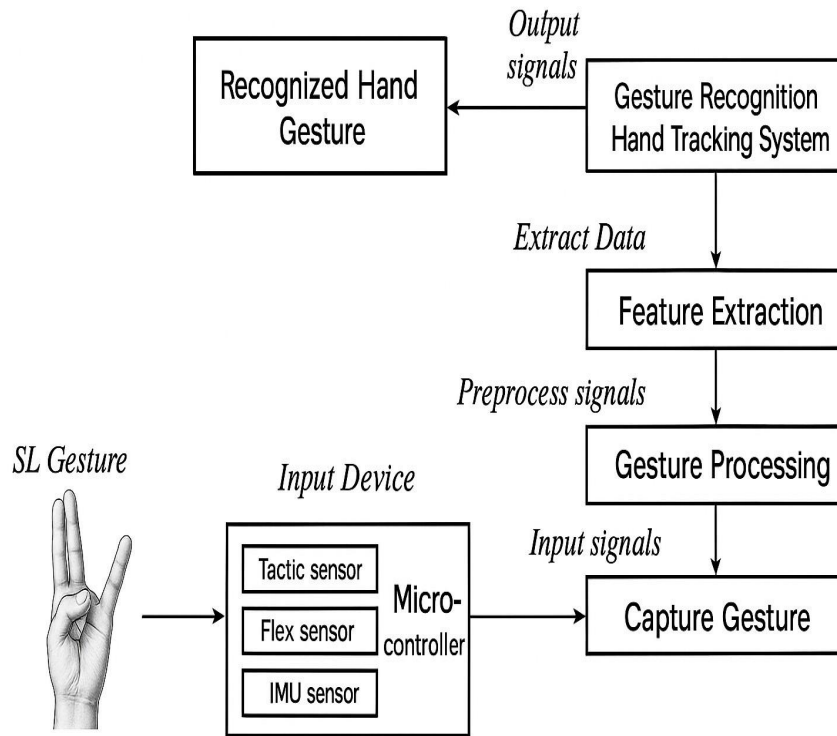 Output
signals
Recognized Hand
Gesture
Gesture Recognition
Hand Tracking System
Extract Data
Feature Extraction
Preprocess signals
Gesture Processing
SL Gesture
Input Device
Input signals
Tactic sensor
Flex sensor
IMU sensor
Micro-
controller
Capture Gesture